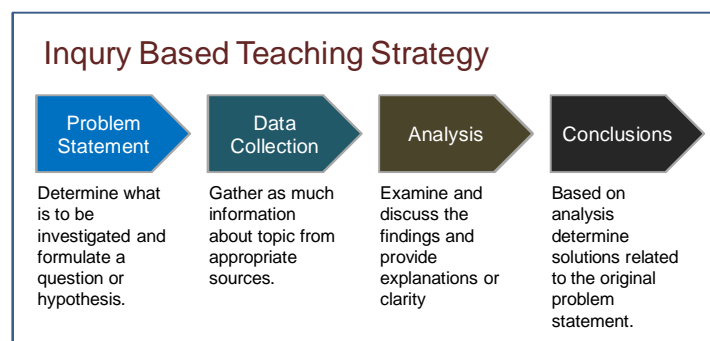 Inqury Based Teaching Strategy
Problem
Statement
Data
Collection
Analysis
Conclusions
Determine what
is to be
investigated and
formulate a
question or
hypothesis.
Gather as much
information
about topic from
appropriate
sources.
Examine and
discuss the
findings and
provide
explanations or
clarity
Based on
analysis
determine
solutions related
to the original
problem
statement.